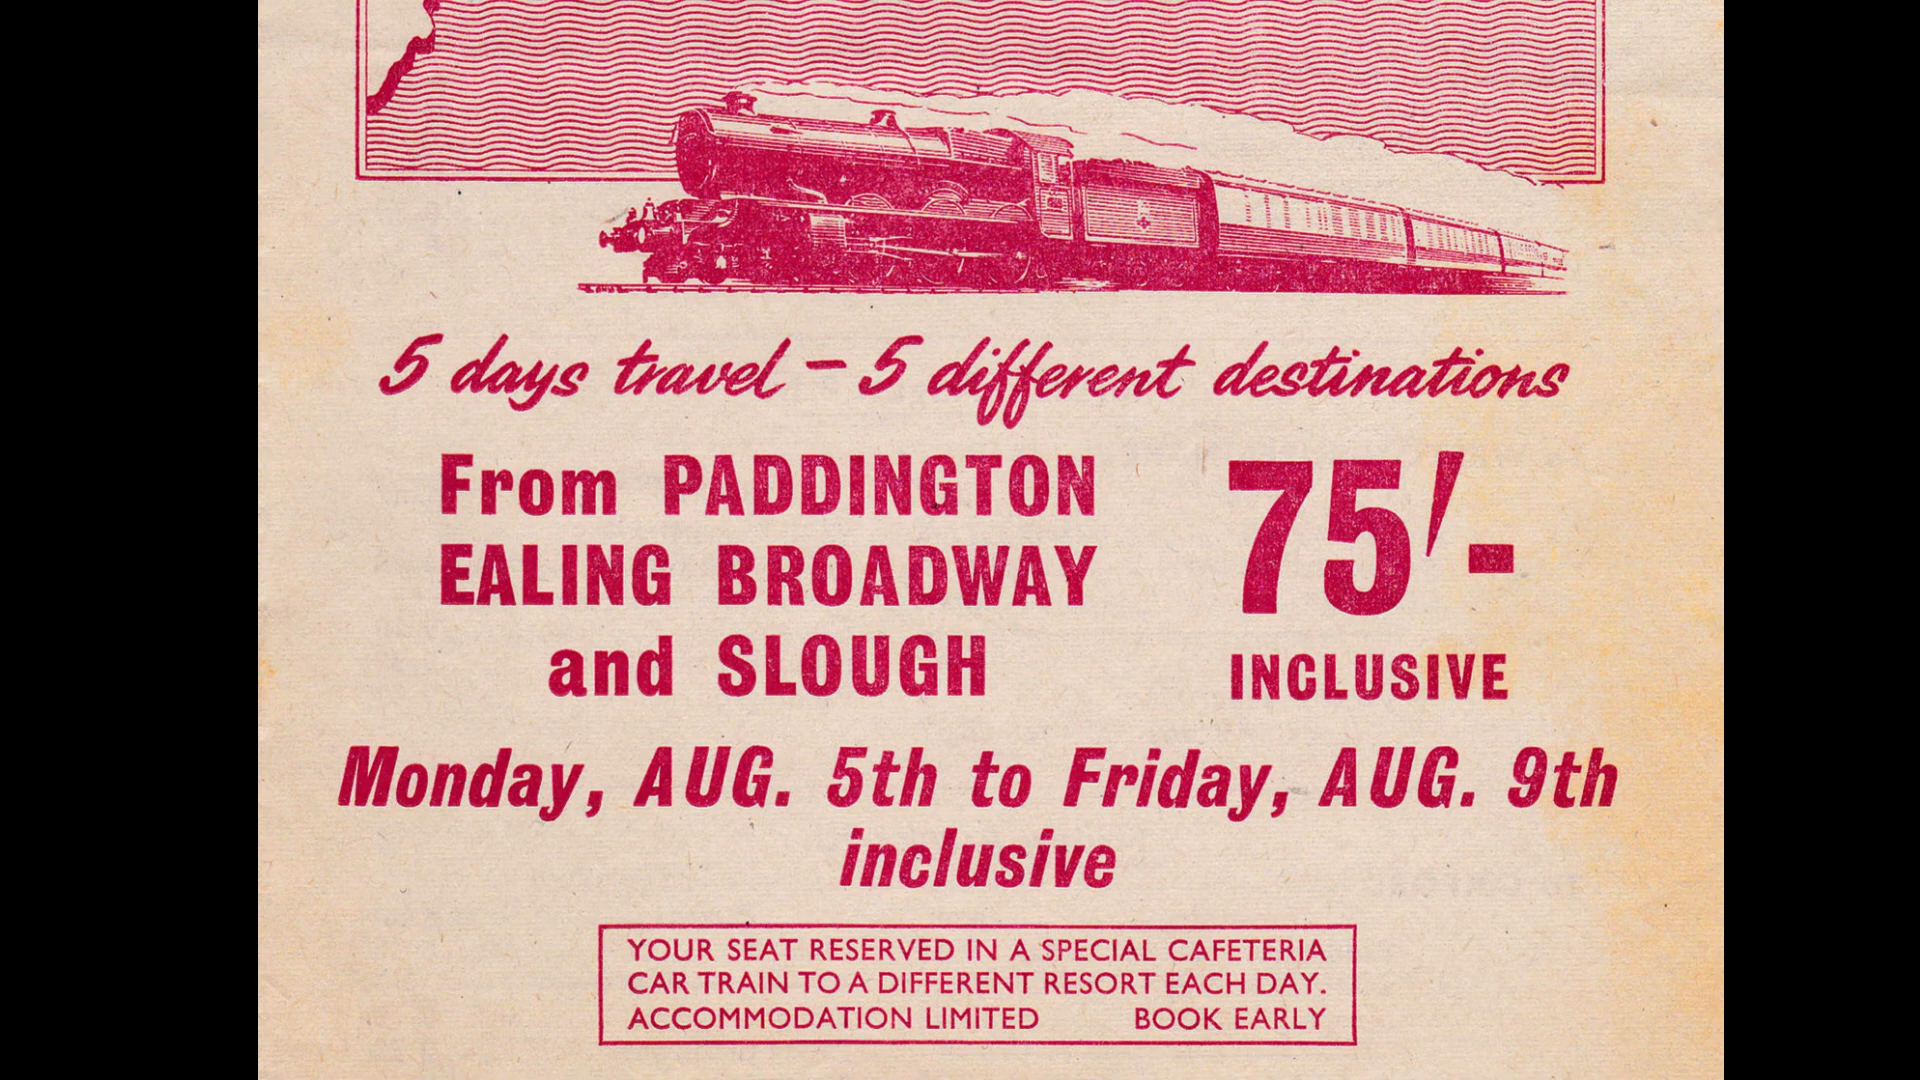 5 days travel – 5 different destinations
From PADDINGTON
EALING BROADWAY
and SLOUGH
75/-
INCLUSIVE
Monday, AUG. 5th to Friday, AUG. 9th
inclusive
YOUR SEAT RESERVED IN A SPECIAL CAFETERIA
CAR TRAIN TO A DIFFERENT RESORT EACH DAY.
ACCOMMODATION LIMITED BOOK EARLY